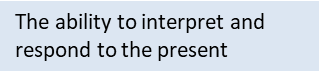 The ability to interpret and
respond to the present